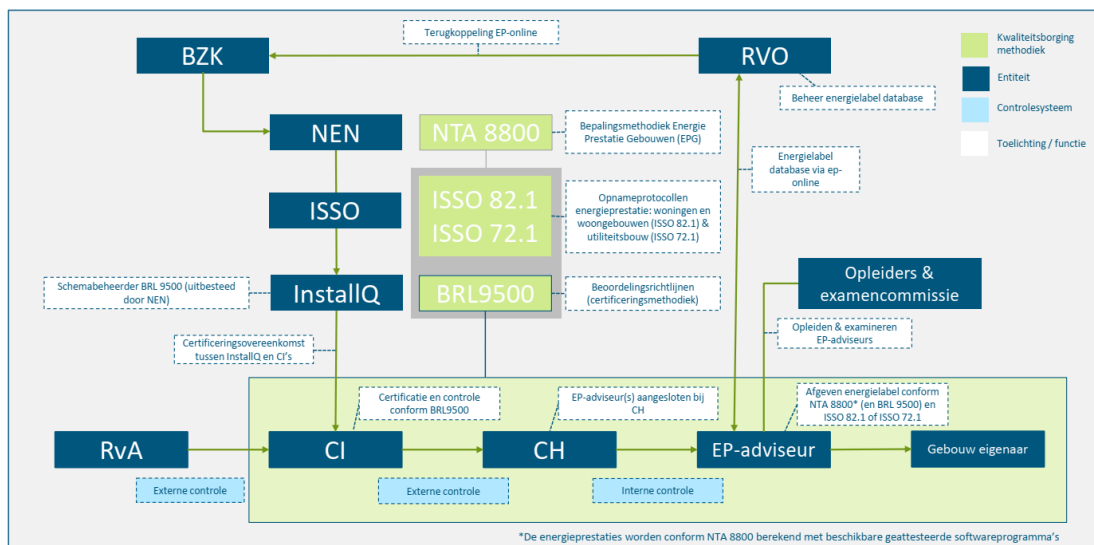 Terugkoppeling EP-online
BZK
RVO
Beheer energielabel database
Kwaliteitsborging
methodiek
Entiteit
Controlesysteem
Toelichting / functie
NEN
NTA 8800
Bepalingsmethodiek Energie
Prestatie Gebouwen (EPG)
Energielabel
database via ep-
online
ISSO
ISSO 82.1
ISSO 72.1
Opnameprotocollen
energieprestatie: woningen en
woongebouwen (ISSO 82.1) &
utiliteitsbouw (ISSO 72.1)
Schemabeheerder BRL 9500 (uitbesteed
door NEN)
InstallQ
BRL9500
Beoordelingsrichtlijnen
(certificeringsmethodiek)
Opleiders &
examencommissie
Opleiden & examineren
EP-adviseurs
Certificeringsovereenkomst
tussen InstallQ en CI's
Certificatie en controle
conform BRL9500
EP-adviseur(s) aangesloten bij
CH
Afgeven energielabel conform
NTA 8800* (en BRL 9500) en
ISSO 82.1 of ISSO 72.1
RvA
CI
CH
EP-adviseur
Gebouw eigenaar
Externe controle
Externe controle
Interne controle
*De energieprestaties worden conform NTA 8800 berekend met beschikbare geattesteerde softwareprogramma's